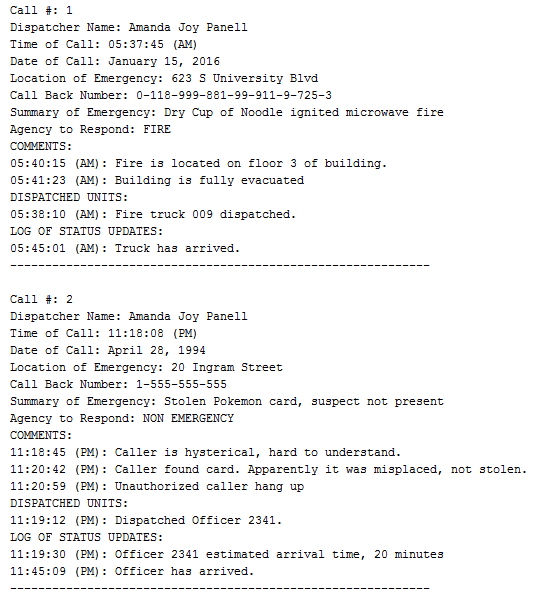 Call #: 1
Dispatcher Name: Amanda Joy Panell
Time of Call: 05:37:45 (AM)
Date of Call: January 15, 2016
Location of Emergency: 623 S University Blvd
Call Back Number: 0-118-999-881-99-911-9-725-3
Summary of Emergency: Dry Cup of Noodle ignited microwave fire
Agency to Respond: FIRE
COMMENTS:
05:40:15 (AM): Fire is located on floor 3 of building.
05:41:23 (AM): Building is fully evacuated
DISPATCHED UNITS:
05:38:10 (AM): Fire truck 009 dispatched.
LOG OF STATUS UPDATES:
05:45:01 (AM): Truck has arrived.
------------------------------------------------------------
Call #: 2
Dispatcher Name: Amanda Joy Panell
Time of Call: 11:18:08 (PM)
Date of Call: April 28, 1994
Location of Emergency: 20 Ingram Street
Call Back Number: 1-555-555-555
Summary of Emergency: Stolen Pokemon card, suspect not present
Agency to Respond: NON EMERGENCY
COMMENTS:
11:18:45 (PM): Caller is hysterical, hard to understand.
11:20:42 (PM): Caller found card. Apparently it was misplaced, not stolen.
11:20:59 (PM): Unauthorized caller hang up
DISPATCHED UNITS:
11:19:12 (PM): Dispatched Officer 2341.
LOG OF STATUS UPDATES:
11:19:30 (PM): Officer 2341 estimated arrival time, 20 minutes
11:45:09 (PM): Officer has arrived.
------------------------------------------------------------